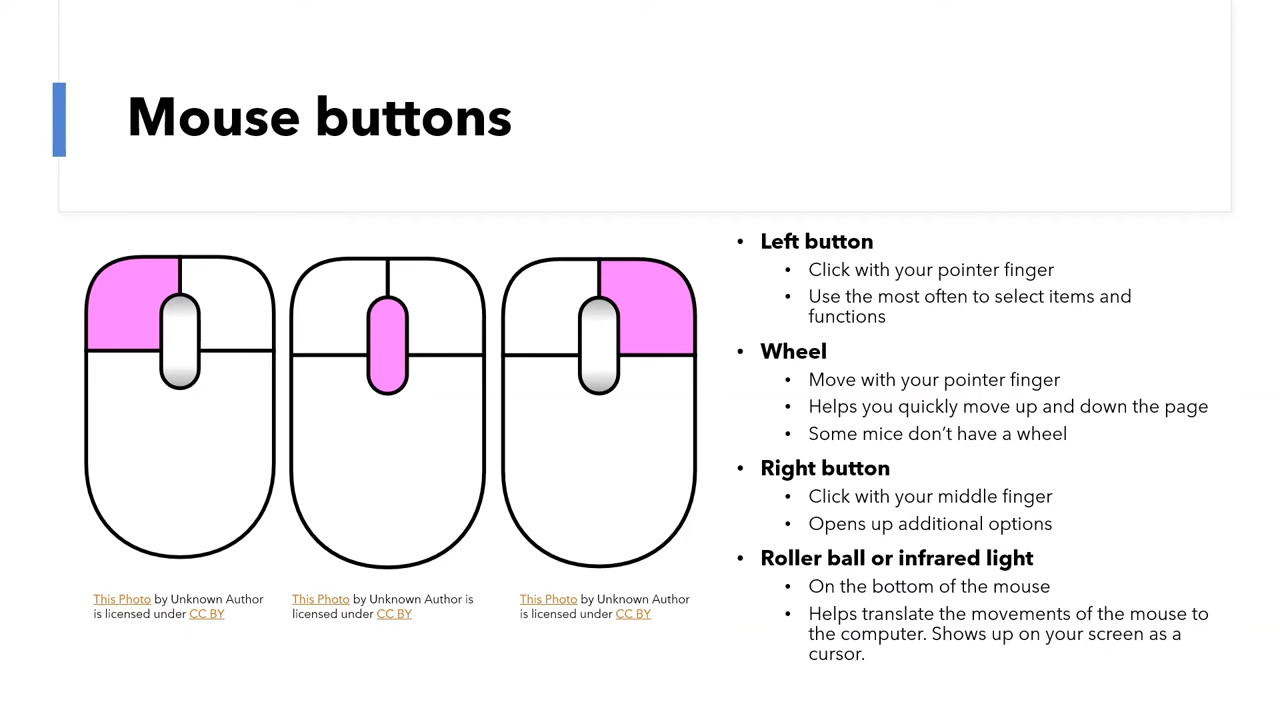 Mouse buttons
• Left button
• Click with your pointer finger
• Use the most often to select items and
functions
• Wheel
• Move with your pointer finger
• Helps you quickly move up and down the page
• Some mice don’t have a wheel
• Right button
• Click with your middle finger
• Opens up additional options
• Roller ball or infrared light
• On the bottom of the mouse
• Helps translate the movements of the mouse to
the computer. Shows up on your screen as a
cursor.
This Photo by Unknown Author
is licensed under CC BY
This Photo by Unknown Author is
licensed under CC BY
This Photo by Unknown Author
is licensed under CC BY